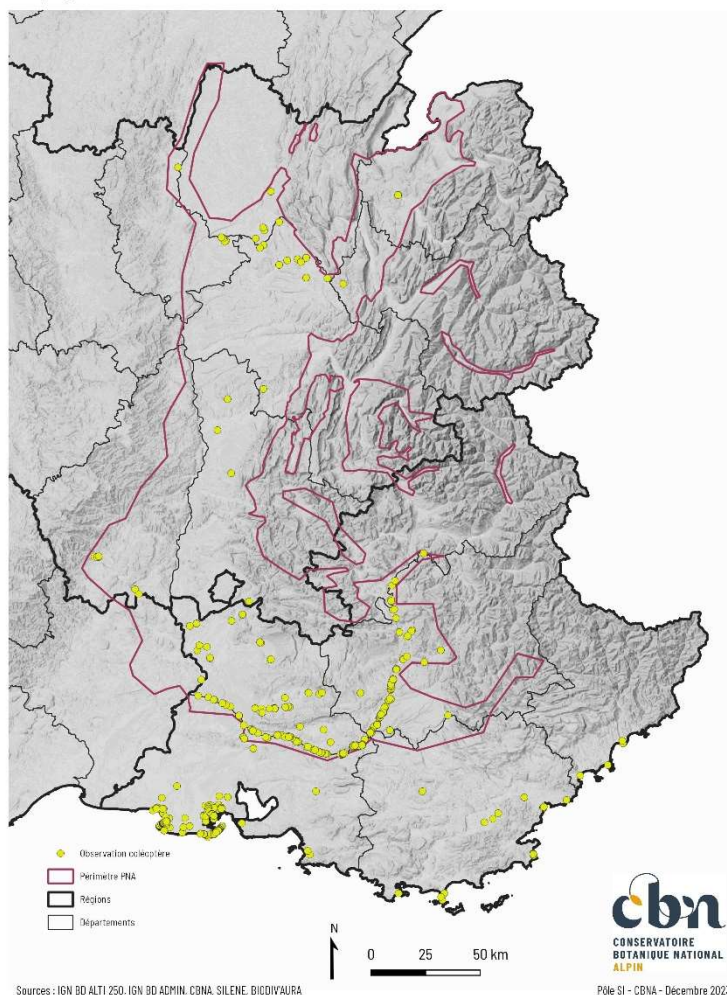 Observation coléoptère
Périmètre PNA
Régions
Départements
N
0 25 50 km
cbn
CONSERVATOIRE
BOTANIQUE NATIONAL
ALPIN
Sources : IGN BD ALTI 250, IGN BD ADMIN, CBNA, SILENE, BIODIV'AURA
Pôle SI - CBNA - Décembre 202